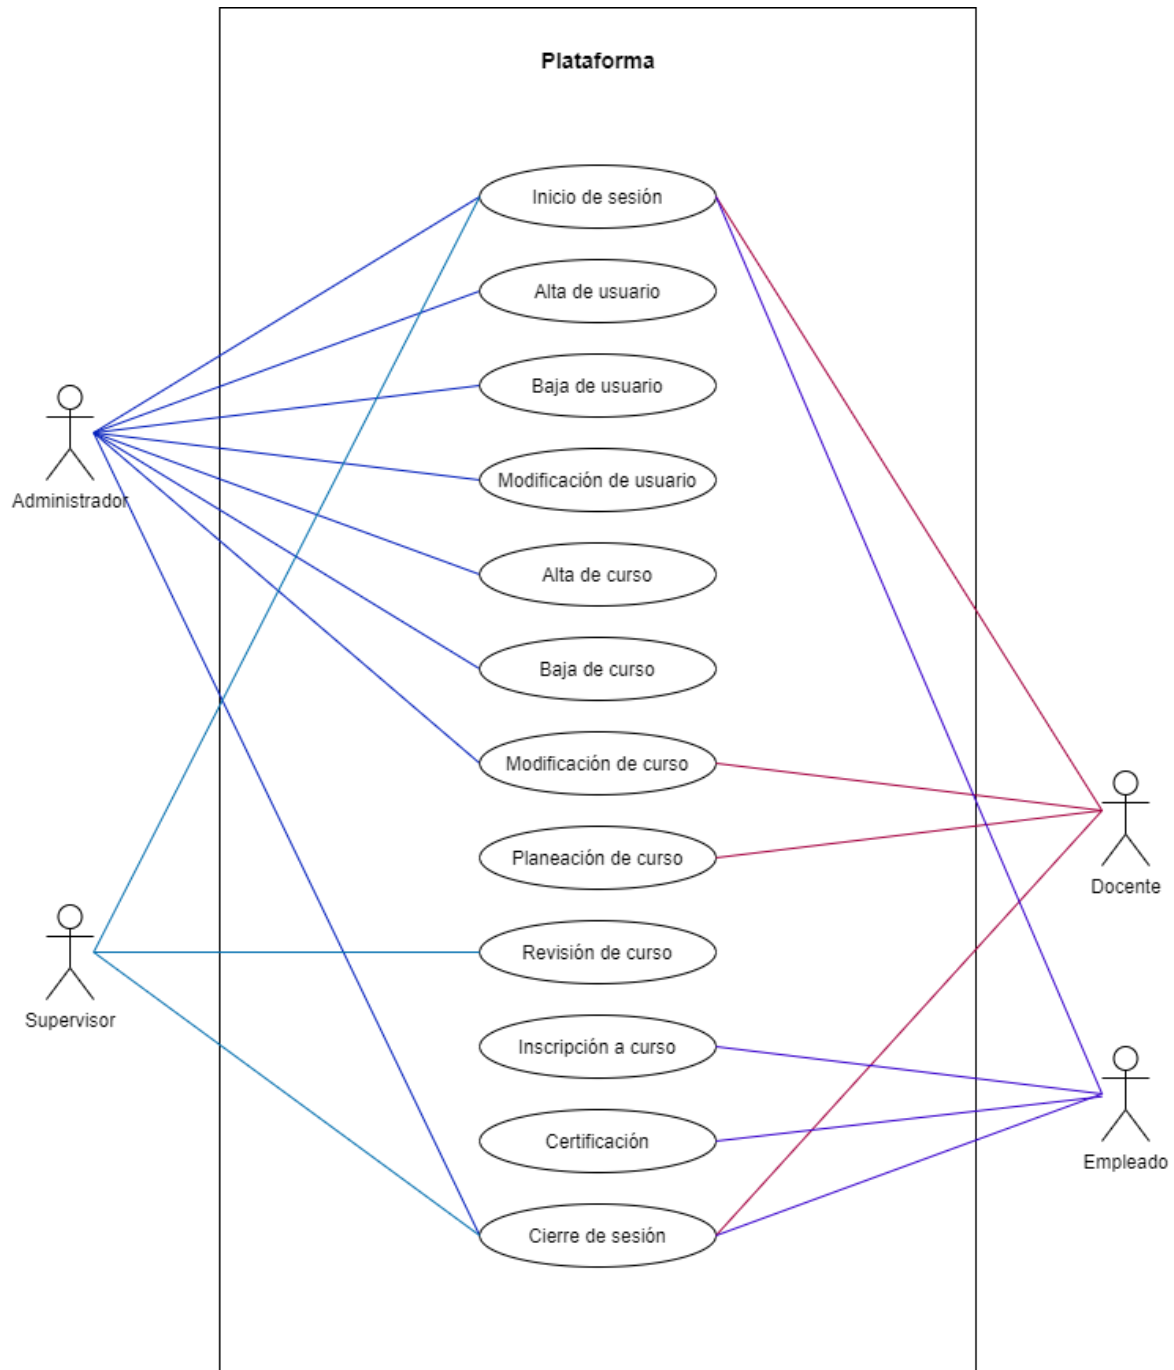 Plataforma
Inicio de sesión
Alta de usuario
Baja de usuario
Administrador
Modificación de usuario
Alta de curso
Baja de curso
Modificación de curso
Planeación de curso
Docente
Revisión de curso
Supervisor
Inscripción a curso
Certificación
Empleado
Cierre de sesión